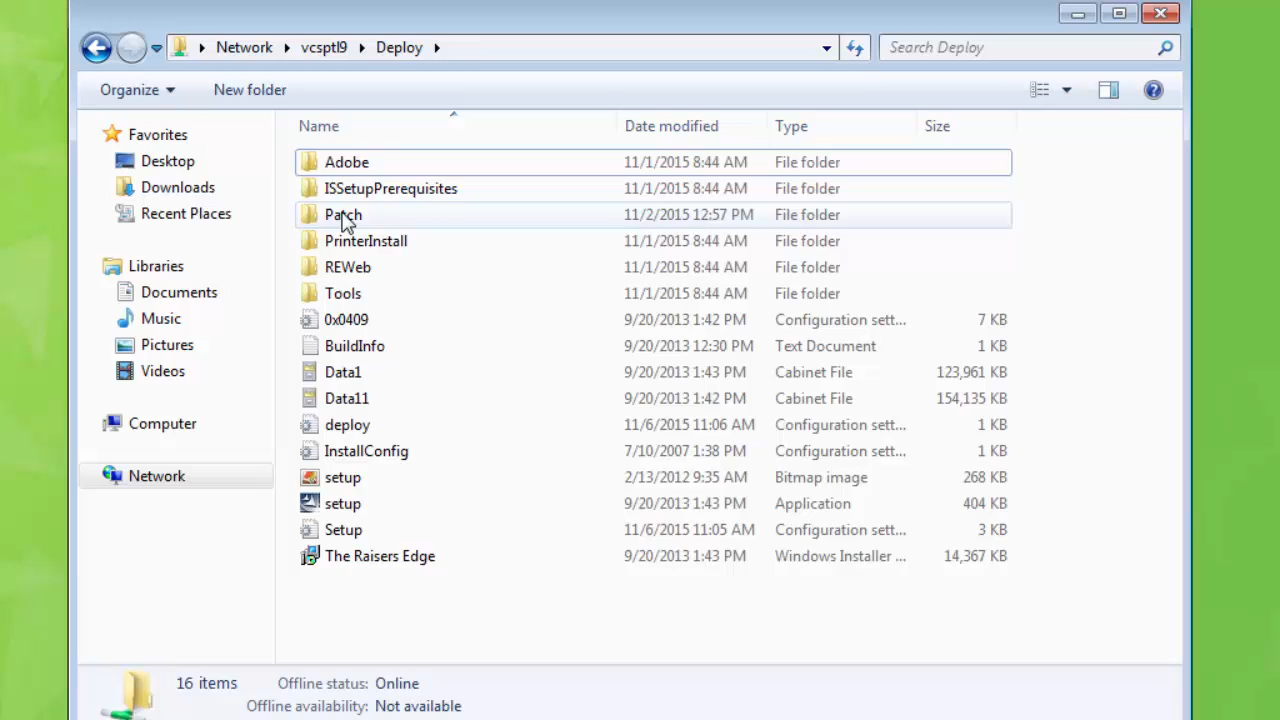 Network vcsptl9 Deploy Search Deploy
Organize New folder
Name Date modified Type Size
Favorites
Desktop
Downloads
Recent Places
Libraries
Documents
Music
Pictures
Videos
Computer
Network
Adobe 11/1/2015 8:44 AM File folder
ISSetupPrerequisites 11/1/2015 8:44 AM File folder
Patch 11/2/2015 12:57 PM File folder
PrinterInstall 11/1/2015 8:44 AM File folder
REWeb 11/1/2015 8:44 AM File folder
Tools 11/1/2015 8:44 AM File folder
0x0409 9/20/2013 1:42 PM Configuration sett... 7 KB
BuildInfo 9/20/2013 12:30 PM Text Document 1 KB
Data1 9/20/2013 1:43 PM Cabinet File 123,961 KB
Data11 9/20/2013 1:42 PM Cabinet File 154,135 KB
deploy 11/6/2015 11:06 AM Configuration sett... 1 KB
InstallConfig 7/10/2007 1:38 PM Configuration sett... 1 KB
setup 2/13/2012 9:35 AM Bitmap image 268 KB
setup 9/20/2013 1:43 PM Application 404 KB
Setup 11/6/2015 11:05 AM Configuration sett... 3 KB
The Raisers Edge 9/20/2013 1:43 PM Windows Installer ... 14,367 KB
16 items Offline status: Online
Offline availability: Not available